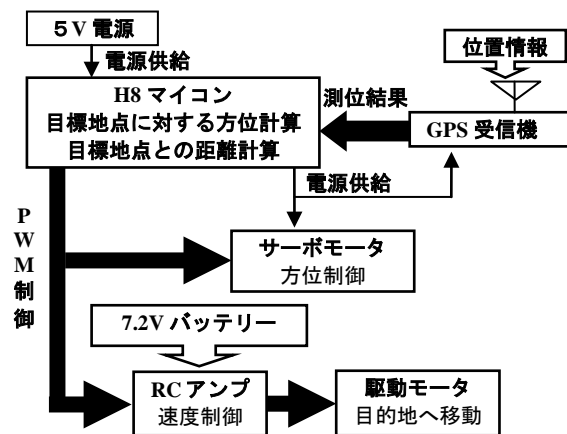 ５V 電源
電源供給
位置情報
H8 マイコン
目標地点に対する方位計算
目標地点との距離計算
測位結果
GPS 受信機
電源供給
PWM制御
サーボモータ
方位制御
7.2V バッテリー
RC アンプ
速度制御
駆動モータ
目的地へ移動